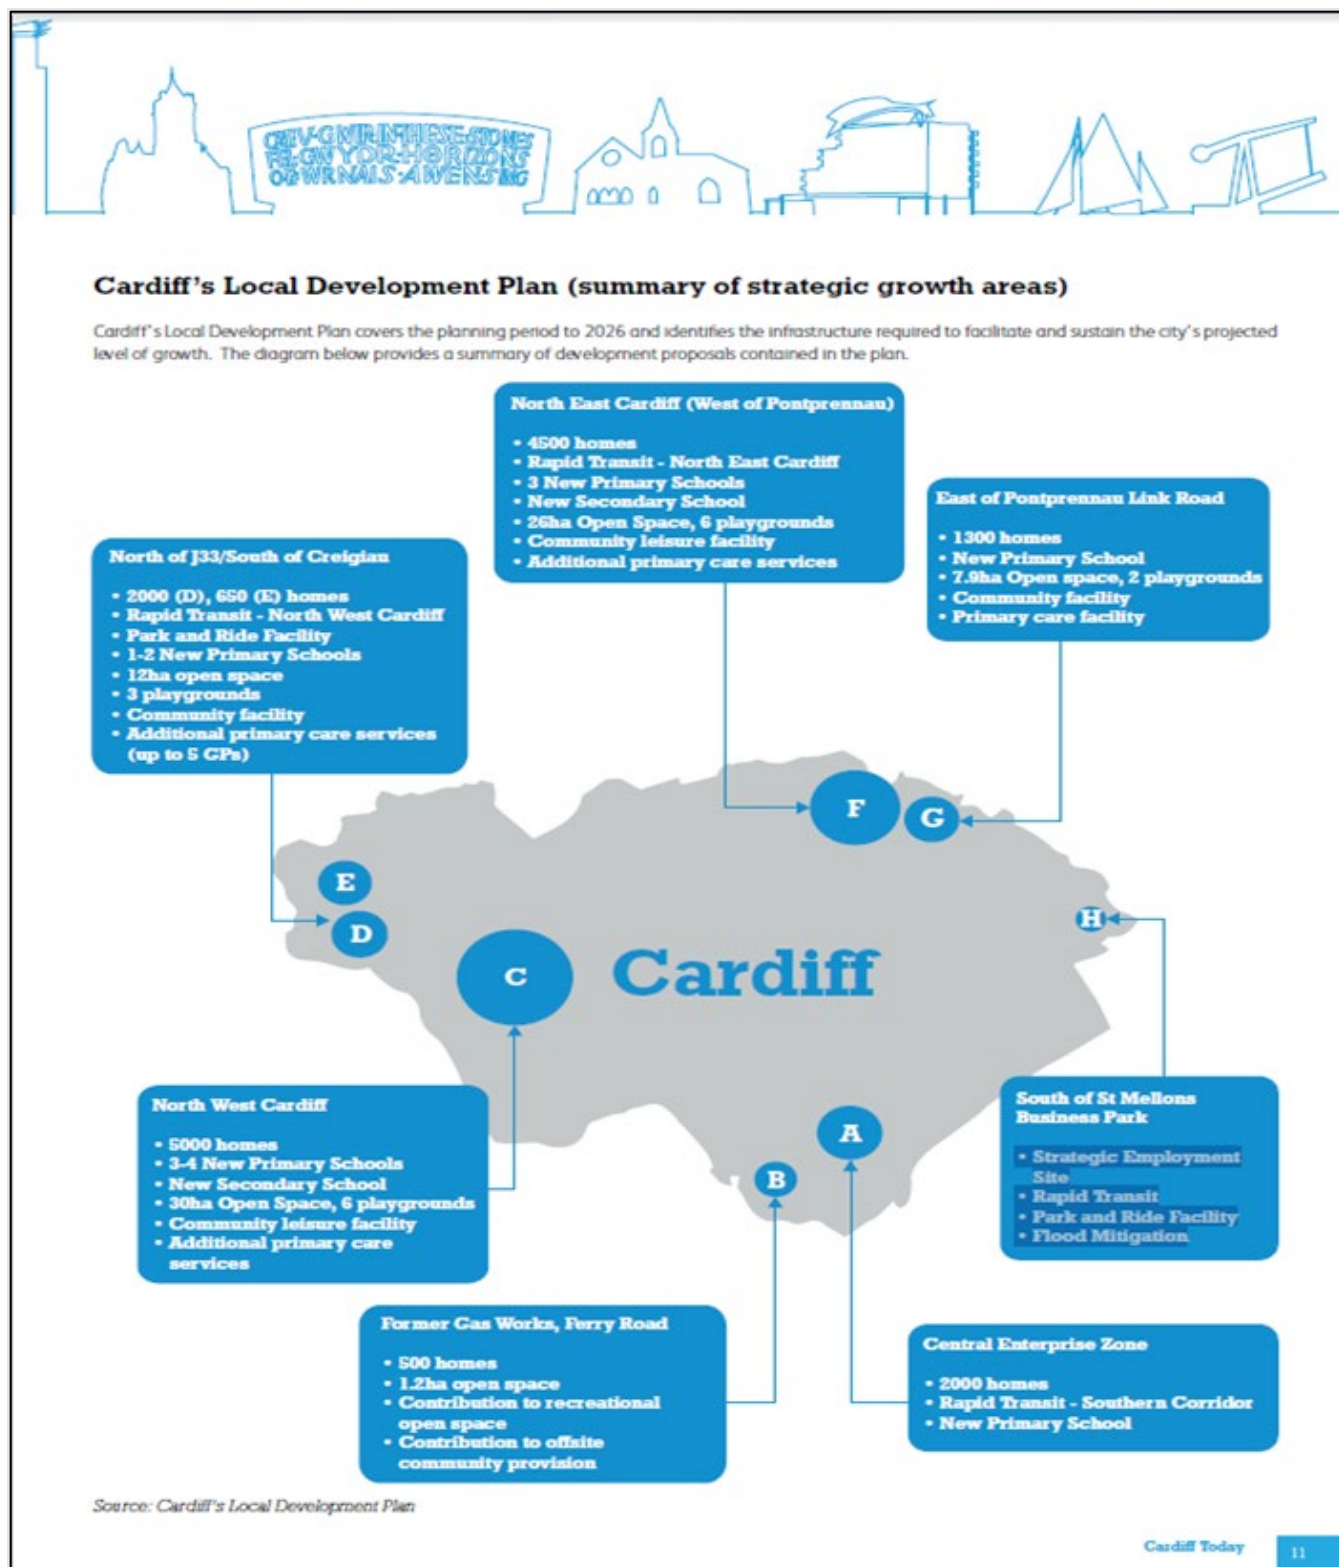 CREU·GWIR IN THESE STONES
FEL GWYDR HORIZONS
O FFWRNAIS AWEN SING
Cardiff's Local Development Plan (summary of strategic growth areas)
Cardiff's Local Development Plan covers the planning period to 2026 and identifies the infrastructure required to facilitate and sustain the city's projected
level of growth. The diagram below provides a summary of development proposals contained in the plan.
North East Cardiff (West of Pontprennau)
• 4500 homes
• Rapid Transit - North East Cardiff
• 3 New Primary Schools
• New Secondary School
• 26ha Open Space, 6 playgrounds
• Community leisure facility
• Additional primary care services
East of Pontprennau Link Road
• 1300 homes
• New Primary School
• 7.9ha Open space, 2 playgrounds
• Community facility
• Primary care facility
North of J33/South of Creigiau
• 2000 (D), 650 (E) homes
• Rapid Transit - North West Cardiff
• Park and Ride Facility
• 1-2 New Primary Schools
• 12ha open space
• 3 playgrounds
• Community facility
• Additional primary care services
(up to 5 GPs)
F
G
E
D
H
C
Cardiff
A
B
North West Cardiff
• 5000 homes
• 3-4 New Primary Schools
• New Secondary School
• 30ha Open Space, 6 playgrounds
• Community leisure facility
• Additional primary care
services
South of St Mellons
Business Park
• Strategic Employment
Site
• Rapid Transit
• Park and Ride Facility
• Flood Mitigation
Former Gas Works, Ferry Road
• 500 homes
• 1.2ha open space
• Contribution to recreational
open space
• Contribution to offsite
community provision
Central Enterprise Zone
• 2000 homes
• Rapid Transit - Southern Corridor
• New Primary School
Source: Cardiff's Local Development Plan
Cardiff Today
11